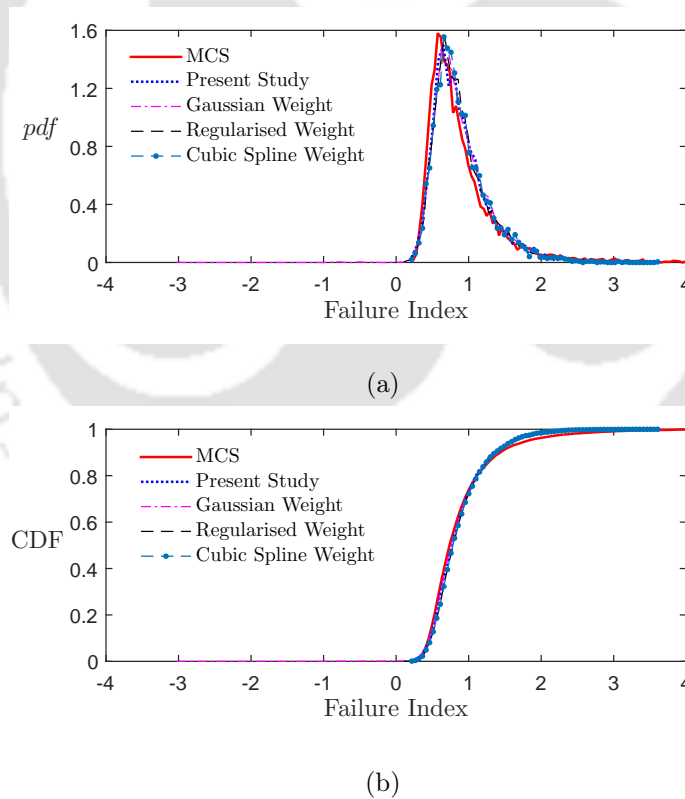 1.6
1.2
0.8
0.4
0
pdf
MCS
Present Study
Gaussian Weight
Regularised Weight
Cubic Spline Weight
-4 -3 -2 -1 0 1 2 3 4
Failure Index
(a)
1
0.8
0.6
0.4
0.2
0
CDF
MCS
Present Study
Gaussian Weight
Regularised Weight
Cubic Spline Weight
-4 -3 -2 -1 0 1 2 3 4
Failure Index
(b)